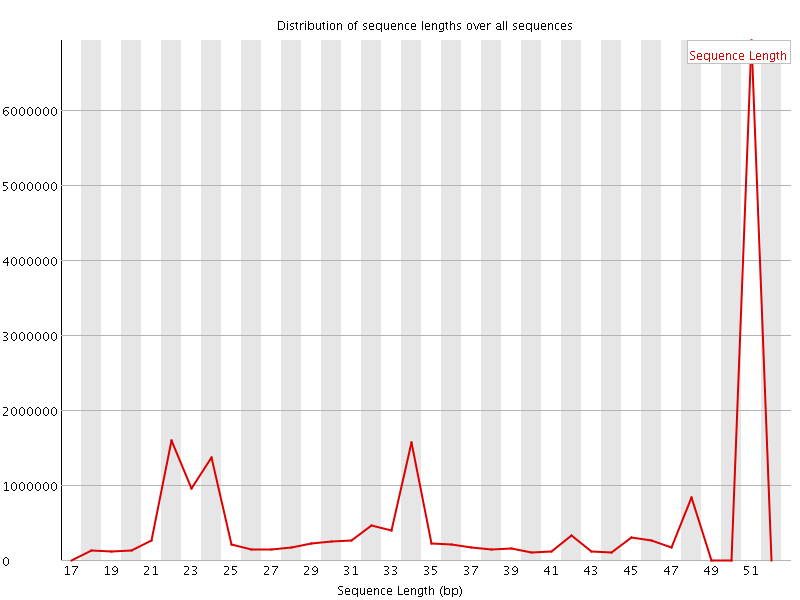 Distribution of sequence lengths over all sequences
Sequence Length
6000000
5000000
4000000
3000000
2000000
1000000
0
17 19 21 23 25 27 29 31 33 35 37 39 41 43 45 47 49 51
Sequence Length (bp)